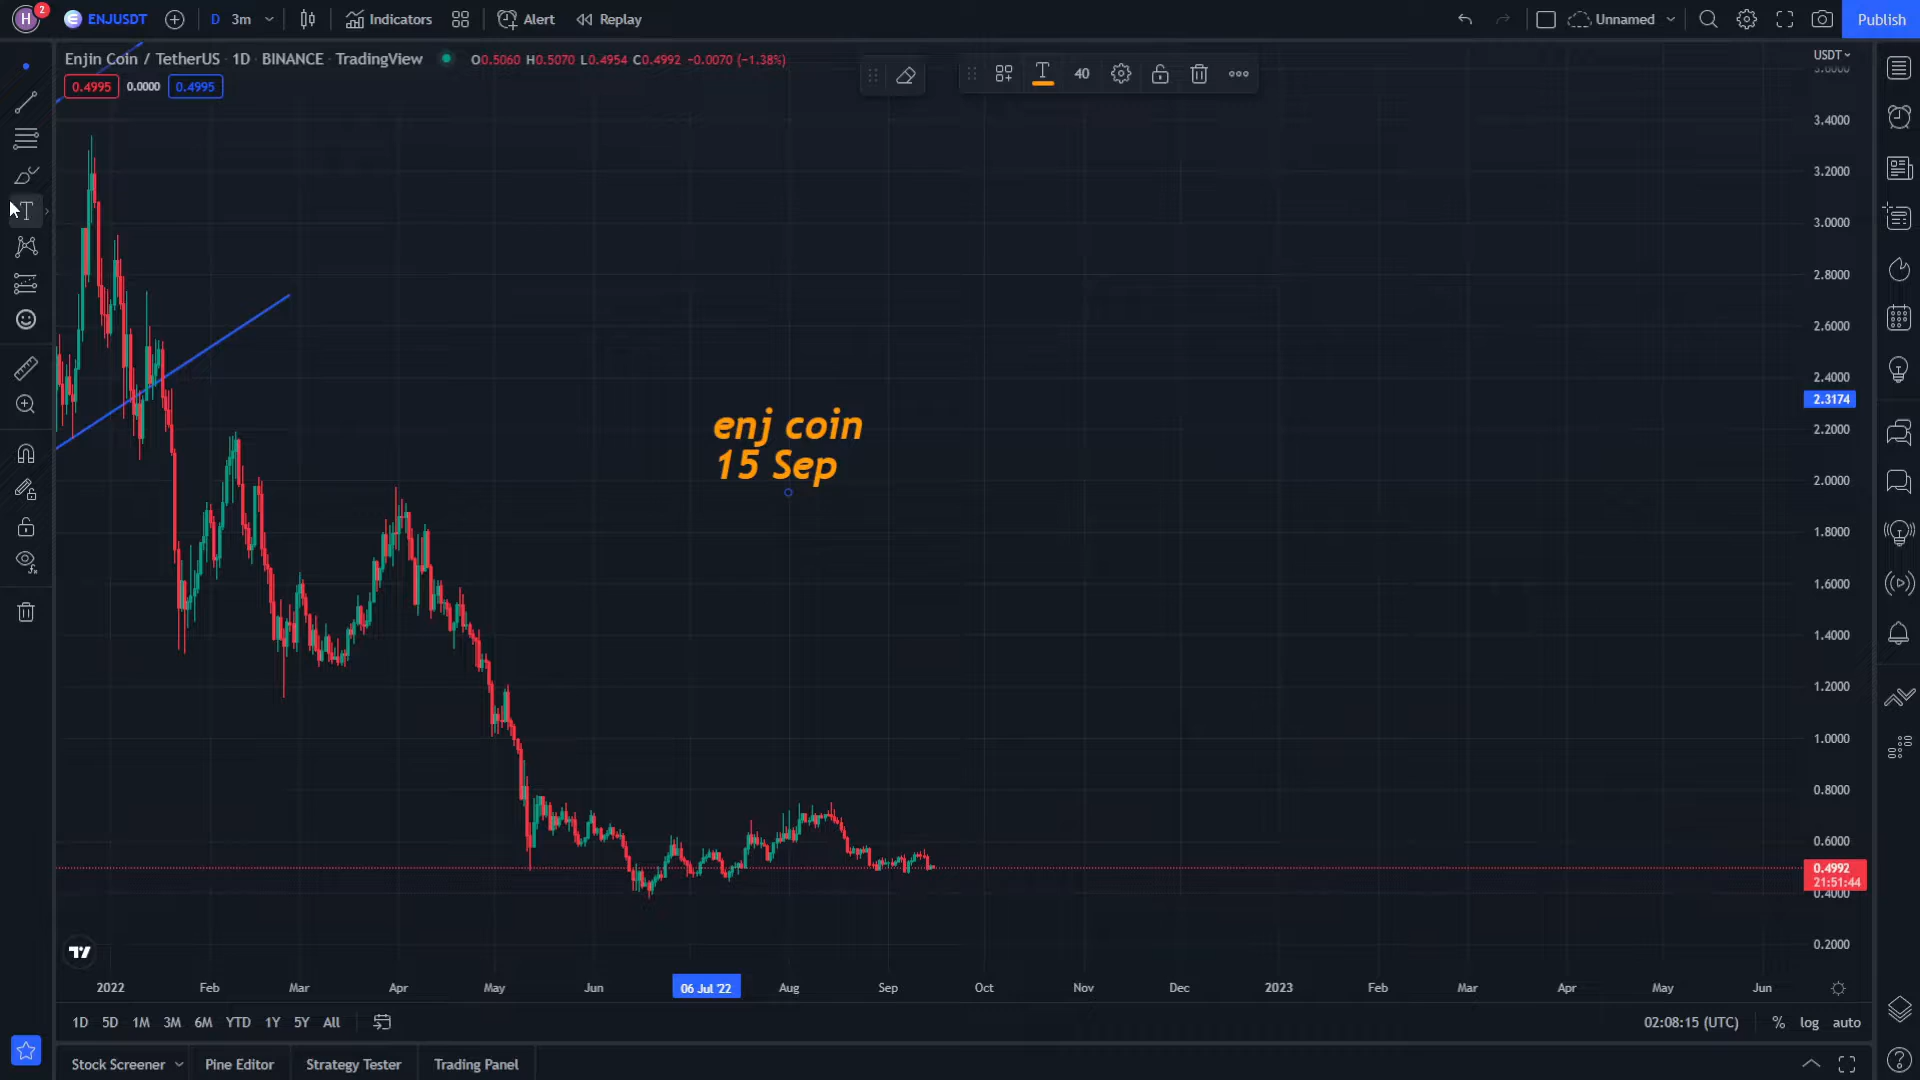 H 2 ENJUSDT D 3m Indicators Alert Replay Unnamed Publish
Enjin Coin / TetherUS · 1D · BINANCE · TradingView O0.5060 H0.5070 L0.4954 C0.4992 -0.0070 (-1.38%)
0.4995 0.0000 0.4995
T 40
USDT
3.6000
3.4000
3.2000
3.0000
2.8000
2.6000
2.4000
2.3174
2.2000
2.0000
1.8000
1.6000
1.4000
1.2000
1.0000
0.8000
0.6000
0.4992
21:51:44
0.4000
0.2000
enj coin
15 Sep
2022 Feb Mar Apr May Jun 06 Jul '22 Aug Sep Oct Nov Dec 2023 Feb Mar Apr May Jun
1D 5D 1M 3M 6M YTD 1Y 5Y All 02:08:15 (UTC) % log auto
Stock Screener Pine Editor Strategy Tester Trading Panel